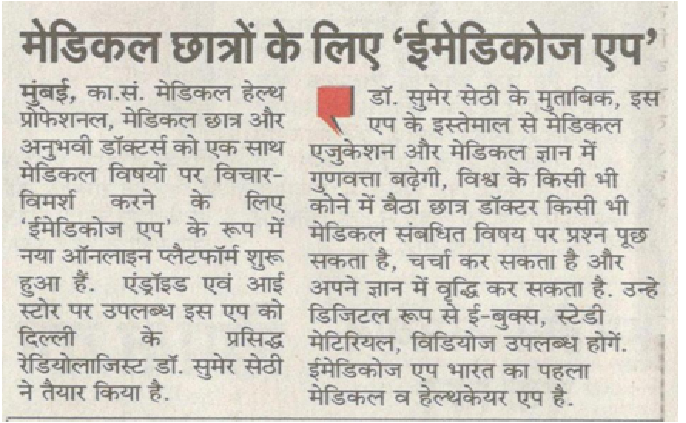 मेडिकल छात्रों के लिए ‘ईमेडिकोज एप’
मुंबई, का.सं. मेडिकल हेल्थ
प्रोफेशनल, मेडिकल छात्र और
अनुभवी डॉक्टर्स को एक साथ
मेडिकल विषयों पर विचार-
विमर्श करने के लिए
‘ईमेडिकोज एप’ के रूप में
नया ऑनलाइन प्लैटफॉर्म शुरू
हुआ हैं. एंड्रॉइड एवं आई
स्टोर पर उपलब्ध इस एप को
दिल्ली के प्रसिद्ध
रेडियोलाजिस्ट डॉ. सुमेर सेठी
ने तैयार किया है.
डॉ. सुमेर सेठी के मुताबिक, इस
एप के इस्तेमाल से मेडिकल
एजुकेशन और मेडिकल ज्ञान में
गुणवत्ता बढ़ेगी, विश्व के किसी भी
कोने में बैठा छात्र डॉक्टर किसी भी
मेडिकल संबधित विषय पर प्रश्न पूछ
सकता है, चर्चा कर सकता है और
अपने ज्ञान में वृद्धि कर सकता है. उन्हे
डिजिटल रूप से ई-बुक्स, स्टेडी
मेटिरियल, विडियोज उपलब्ध होगें.
ईमेडिकोज एप भारत का पहला
मेडिकल व हेल्थकेयर एप है.